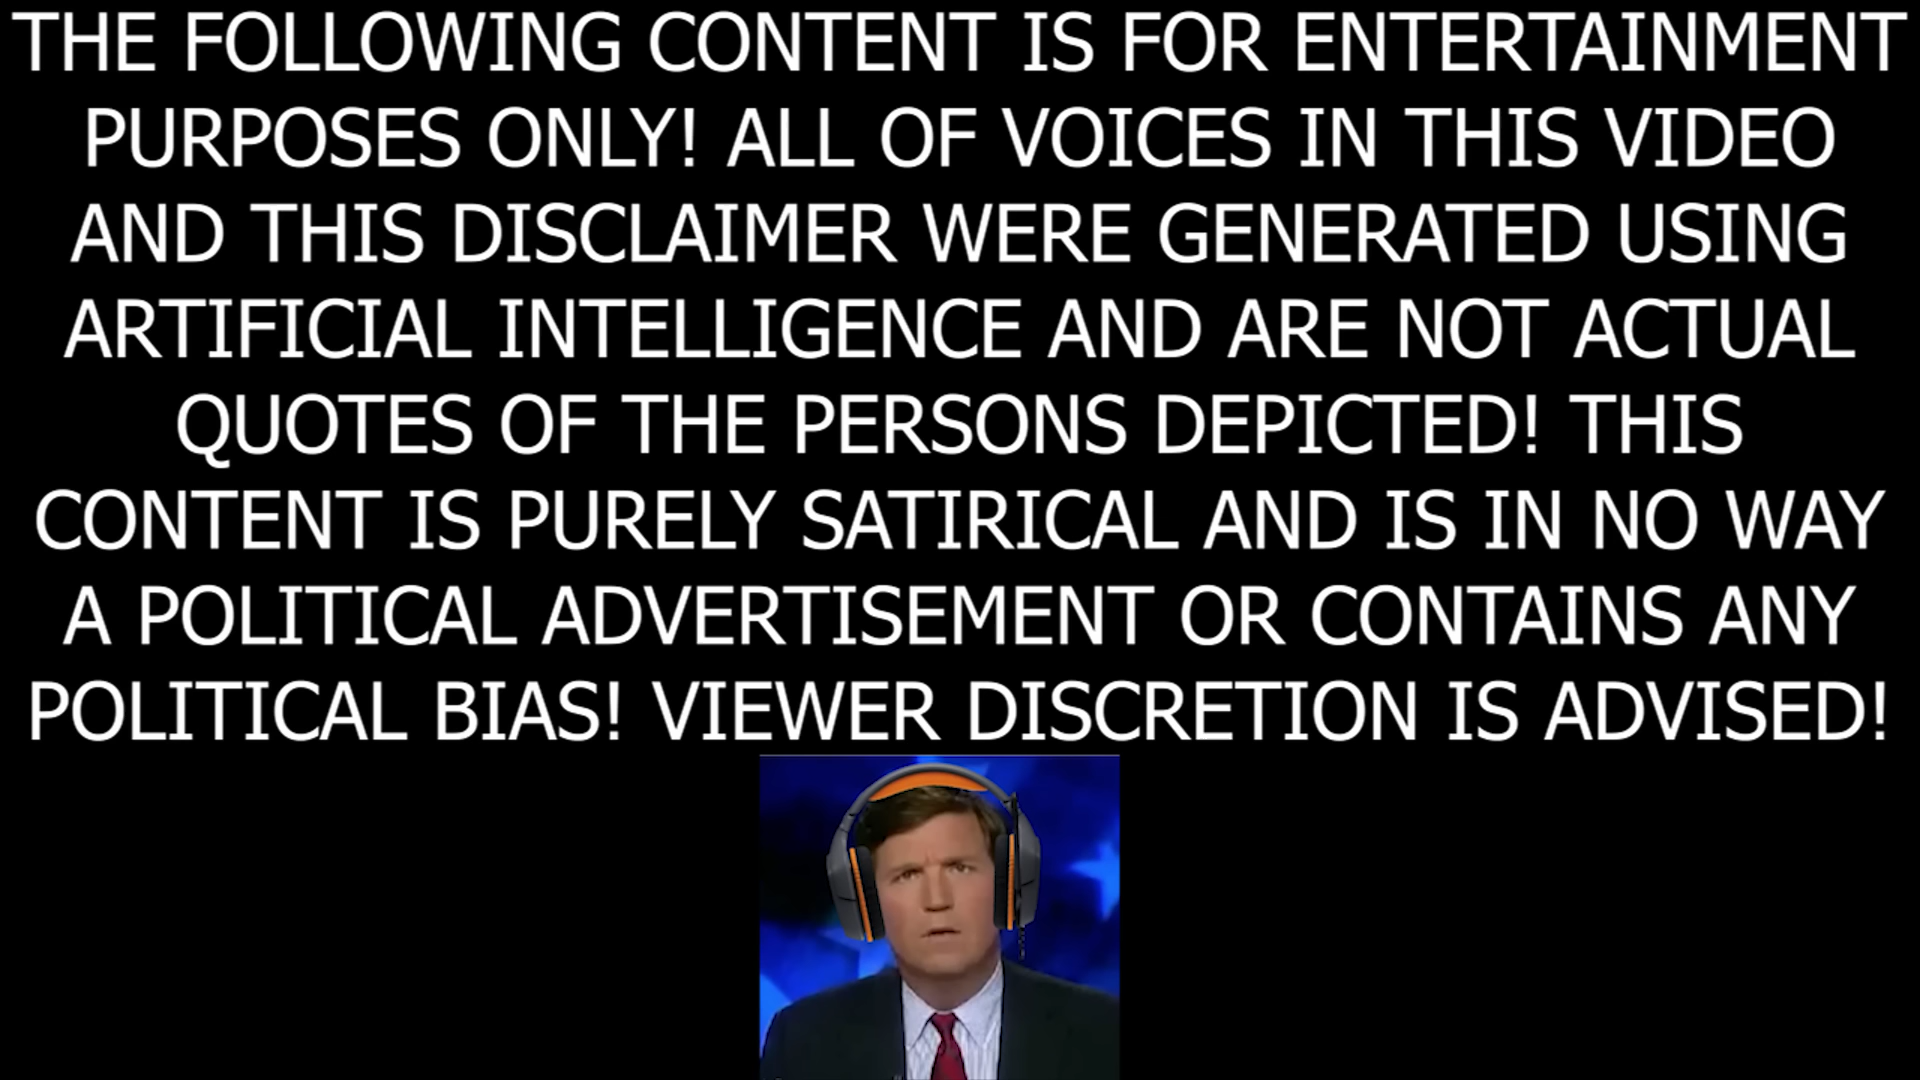 THE FOLLOWING CONTENT IS FOR ENTERTAINMENT
PURPOSES ONLY! ALL OF VOICES IN THIS VIDEO
AND THIS DISCLAIMER WERE GENERATED USING
ARTIFICIAL INTELLIGENCE AND ARE NOT ACTUAL
QUOTES OF THE PERSONS DEPICTED! THIS
CONTENT IS PURELY SATIRICAL AND IS IN NO WAY
A POLITICAL ADVERTISEMENT OR CONTAINS ANY
POLITICAL BIAS! VIEWER DISCRETION IS ADVISED!